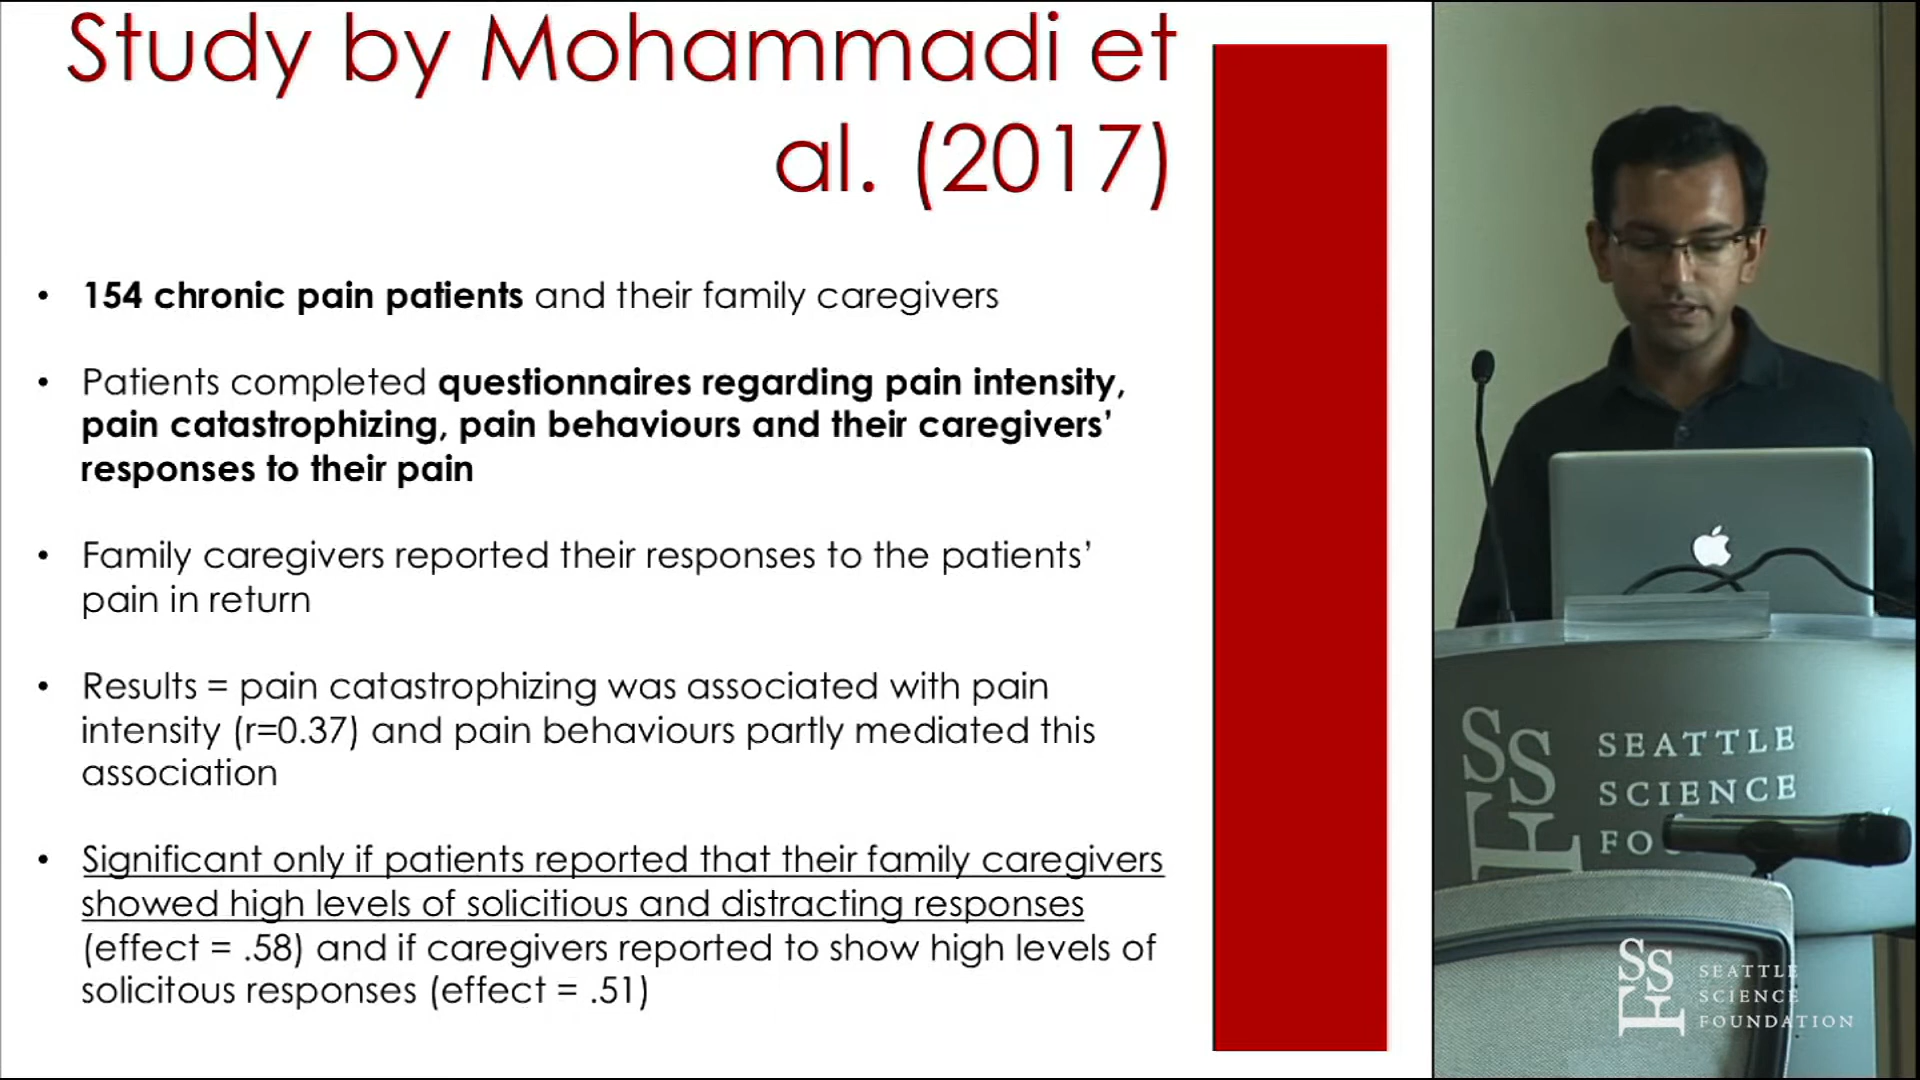 Study by Mohammadi et
al. (2017)
• 154 chronic pain patients and their family caregivers
• Patients completed questionnaires regarding pain intensity,
pain catastrophizing, pain behaviours and their caregivers’
responses to their pain
• Family caregivers reported their responses to the patients’
pain in return
• Results = pain catastrophizing was associated with pain
intensity (r=0.37) and pain behaviours partly mediated this
association
• Significant only if patients reported that their family caregivers
showed high levels of solicitious and distracting responses
(effect = .58) and if caregivers reported to show high levels of
solicitous responses (effect = .51)
SSF
SEATTLE
SCIENCE
FO
SSF
SEATTLE
SCIENCE
FOUNDATION